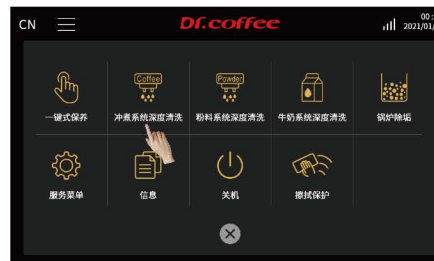 CN
Dr.coffee
00:
2021/01/
Coffee
Powder
一键式保养
冲煮系统深度清洗
粉料系统深度清洗
牛奶系统深度清洗
锅炉除垢
服务菜单
信息
关机
擦拭保护